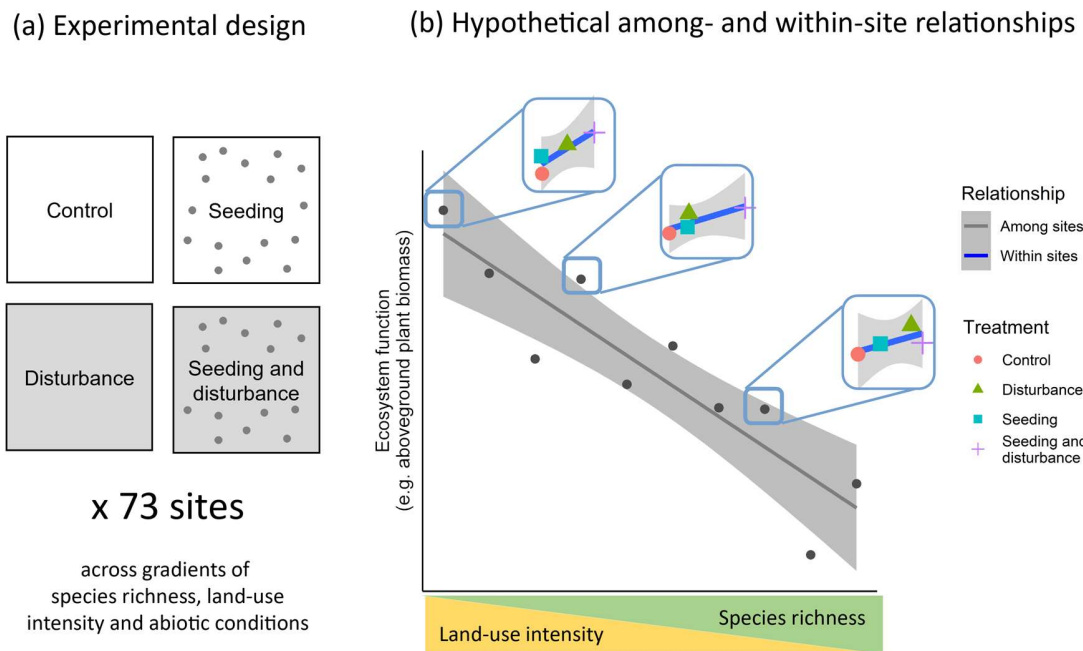 (a) Experimental design
Control
Seeding
Disturbance
Seeding and
disturbance
x 73 sites
across gradients of
species richness, land-use
intensity and abiotic conditions
(b) Hypothetical among- and within-site relationships
Ecosystem function
(e.g. aboveground plant biomass)
Land-use intensity
Species richness
Relationship
Among sites
Within sites
Treatment
Control
Disturbance
Seeding
Seeding and
disturbance